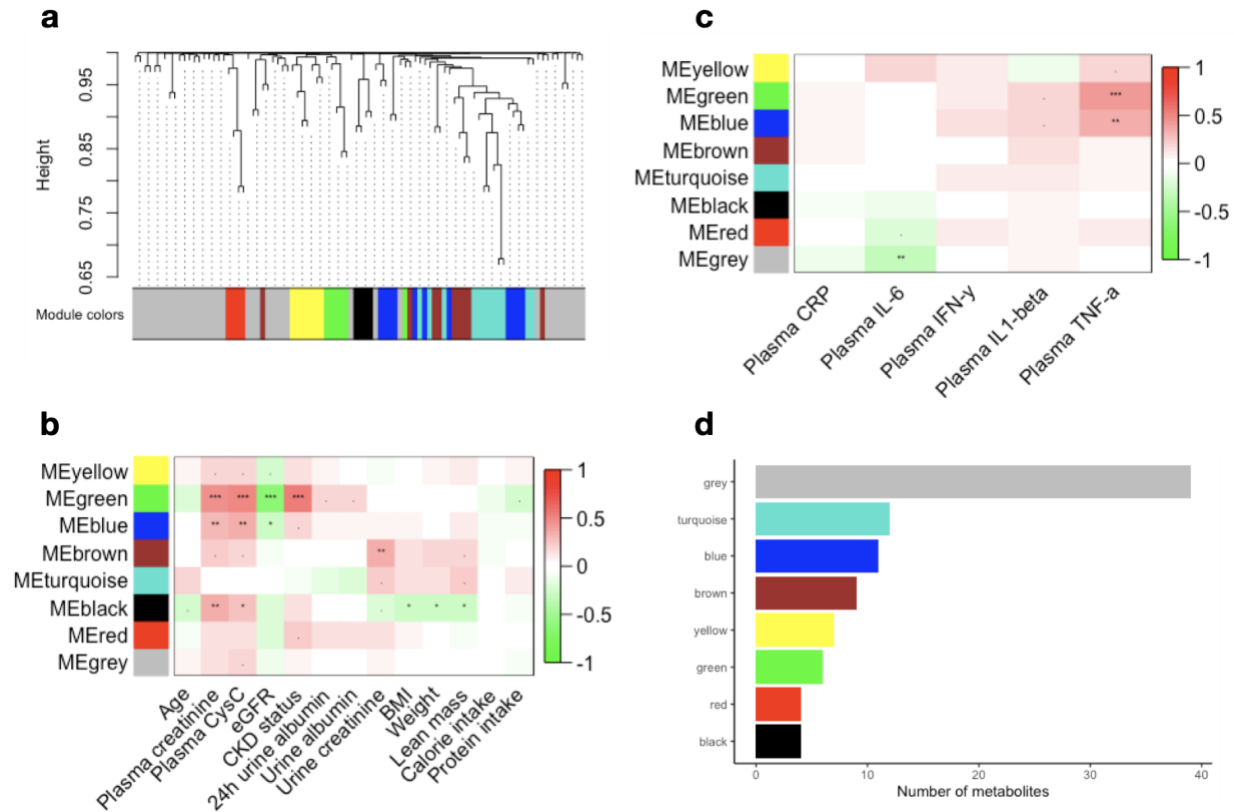 a
Height
0.95
0.85
0.75
0.65
Module colors
c
MEyellow
MEgreen
MEblue
MEbrown
MEturquoise
MEblack
MEred
MEgrey
.
. ***
. **
.
**
1
0.5
0
-0.5
-1
Plasma CRP
Plasma IL-6
Plasma IFN-y
Plasma IL1-beta
Plasma TNF-a
b
MEyellow
MEgreen
MEblue
MEbrown
MEturquoise
MEblack
MEred
MEgrey
. . . .
*** *** *** *** . . .
** ** * .
. . ** .
. .
. ** * . * * *
.
.
1
0.5
0
-0.5
-1
Age
Plasma creatinine
Plasma CysC
eGFR
CKD status
24h urine albumin
Urine albumin
Urine creatinine
BMI
Weight
Lean mass
Calorie intake
Protein intake
d
grey
turquoise
blue
brown
yellow
green
red
black
0
10
20
30
40
Number of metabolites